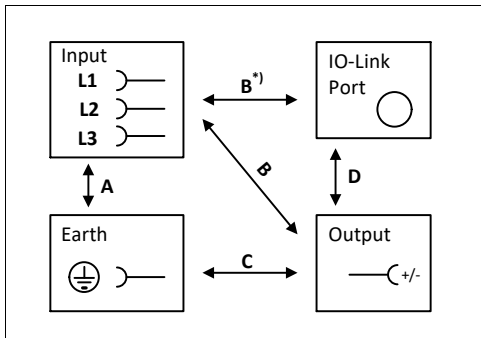 Input
L1
L2
L3
B*)
IO-Link
Port
A
B
D
Earth
C
Output
+/-